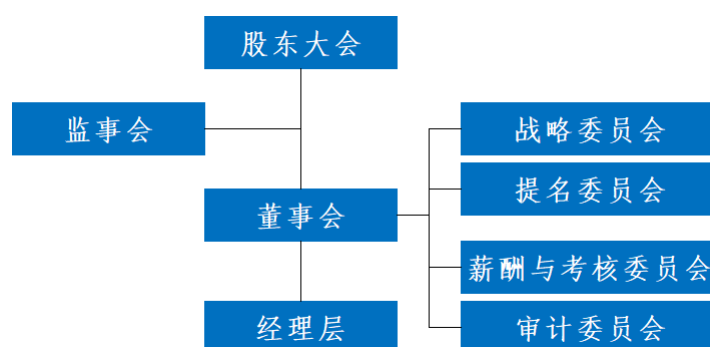 股东大会
监事会
战略委员会
提名委员会
董事会
薪酬与考核委员会
经理层
审计委员会